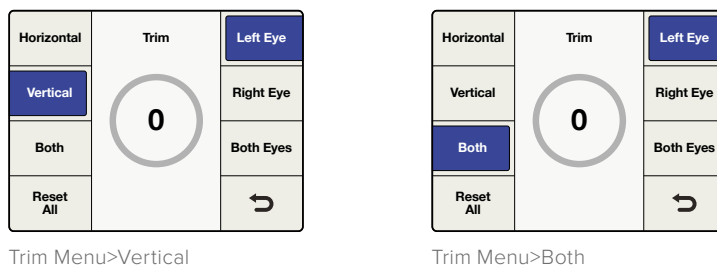 Horizontal
Trim
Left Eye
Vertical
0
Right Eye
Both
Both Eyes
Reset
All
Trim Menu>Vertical
Horizontal
Trim
Left Eye
Vertical
0
Right Eye
Both
Both Eyes
Reset
All
Trim Menu>Both